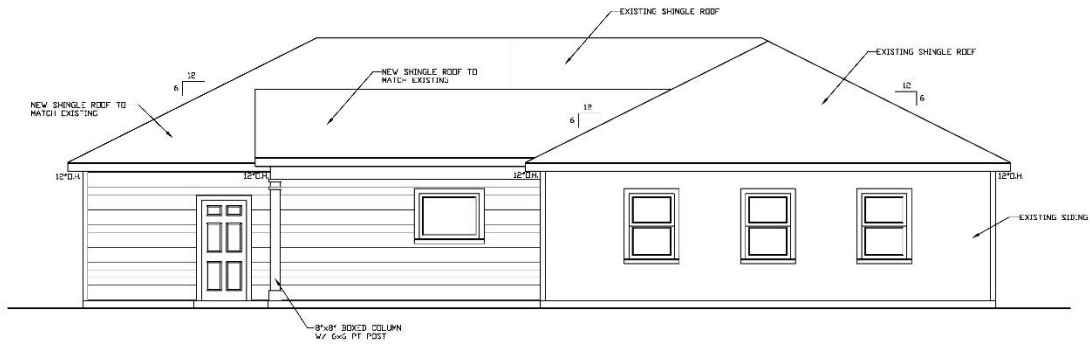 EXISTING SHINGLE ROOF
EXISTING SHINGLE ROOF
12
6
NEW SHINGLE ROOF TO
MATCH EXISTING
12
6
NEW SHINGLE ROOF TO
MATCH EXISTING
12
6
12"O.H.
12"O.H.
12"O.H.
12"O.H.
EXISTING SIDING
8"x8" BOXED COLUMN
W/ 6x6 PT POST